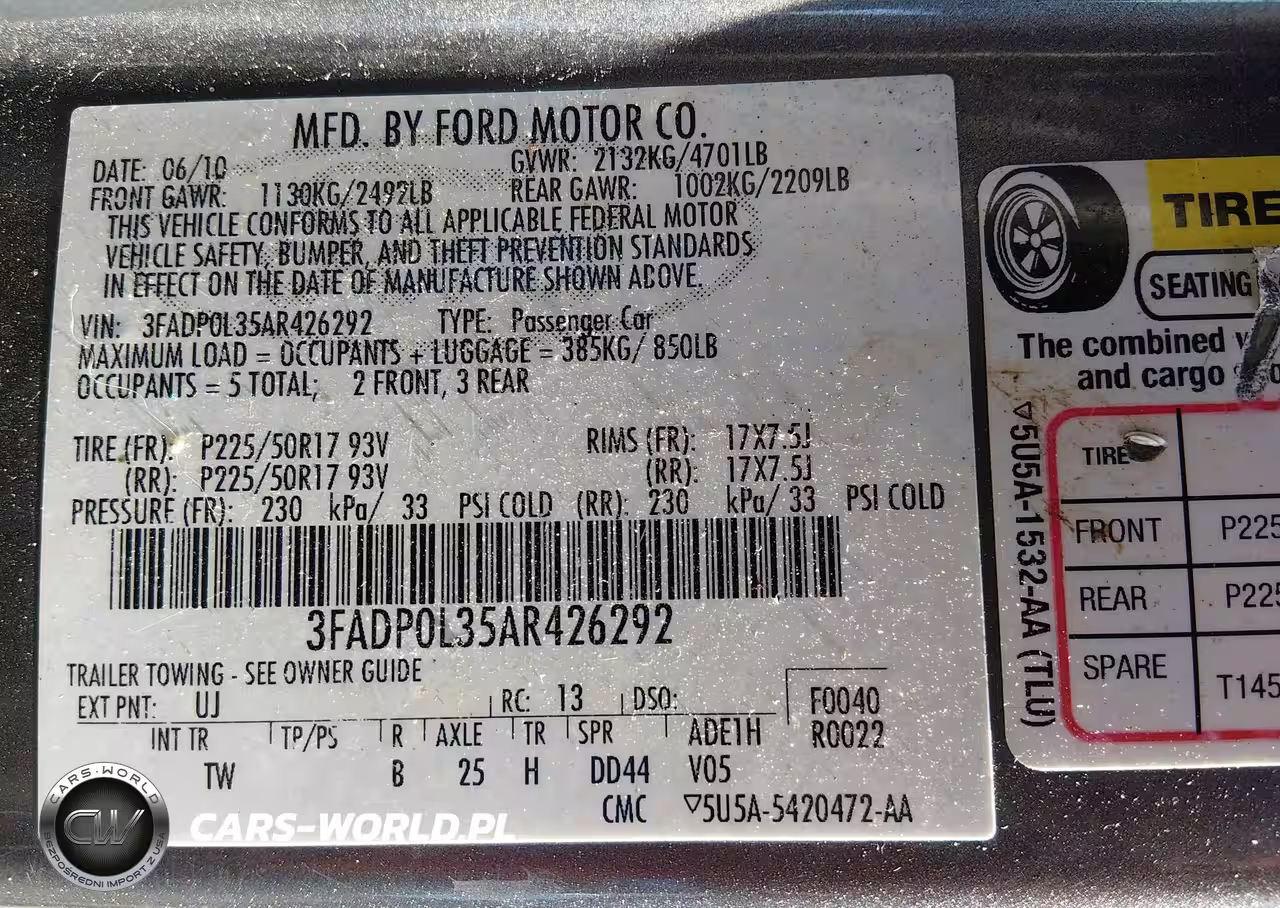 MFD. BY FORD MOTOR CO.
DATE: 06/10 GVWR: 2132KG/4701LB
FRONT GAWR: 1130KG/2492LB REAR GAWR: 1002KG/2209LB
THIS VEHICLE CONFORMS TO ALL APPLICABLE FEDERAL MOTOR
VEHICLE SAFETY, BUMPER, AND THEFT PREVENTION STANDARDS
IN EFFECT ON THE DATE OF MANUFACTURE SHOWN ABOVE.
VIN: 3FADP0L35AR426292 TYPE: Passenger Car
MAXIMUM LOAD = OCCUPANTS + LUGGAGE = 385KG/ 850LB
OCCUPANTS = 5 TOTAL; 2 FRONT, 3 REAR
TIRE (FR): P225/50R17 93V RIMS (FR): 17X7.5J
(RR): P225/50R17 93V (RR): 17X7.5J
PRESSURE (FR): 230 kPa/ 33 PSI COLD (RR): 230 kPa/ 33 PSI COLD
3FADP0L35AR426292
TRAILER TOWING - SEE OWNER GUIDE
EXT PNT: UJ RC: 13 DSO: F0040
INT TR TP/PS R AXLE TR SPR ADE1H R0022
TW B 25 H DD44 V05
CMC ▽5U5A-5420472-AA
TIRE
SEATING
The combined
and cargo
TIRE
FRONT P225
REAR P225
SPARE T145
▽5U5A-1532-AA (TLU)
CARS-WORLD
CW
BEZPOŚREDNI IMPORT Z USA
CARS-WORLD.PL